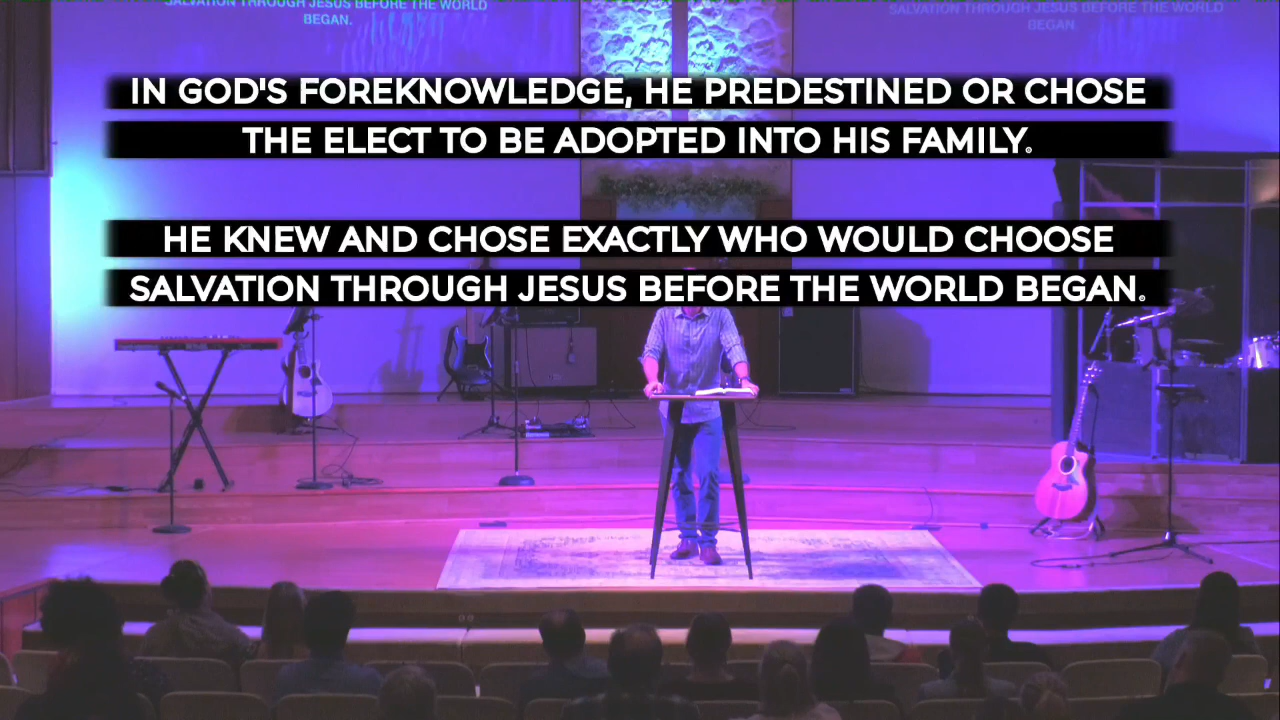 SALVATION THROUGH JESUS BEFORE THE WORLD
BEGAN.
SALVATION THROUGH JESUS BEFORE THE WORLD
BEGAN.
IN GOD'S FOREKNOWLEDGE, HE PREDESTINED OR CHOSE
THE ELECT TO BE ADOPTED INTO HIS FAMILY.
HE KNEW AND CHOSE EXACTLY WHO WOULD CHOOSE
SALVATION THROUGH JESUS BEFORE THE WORLD BEGAN.